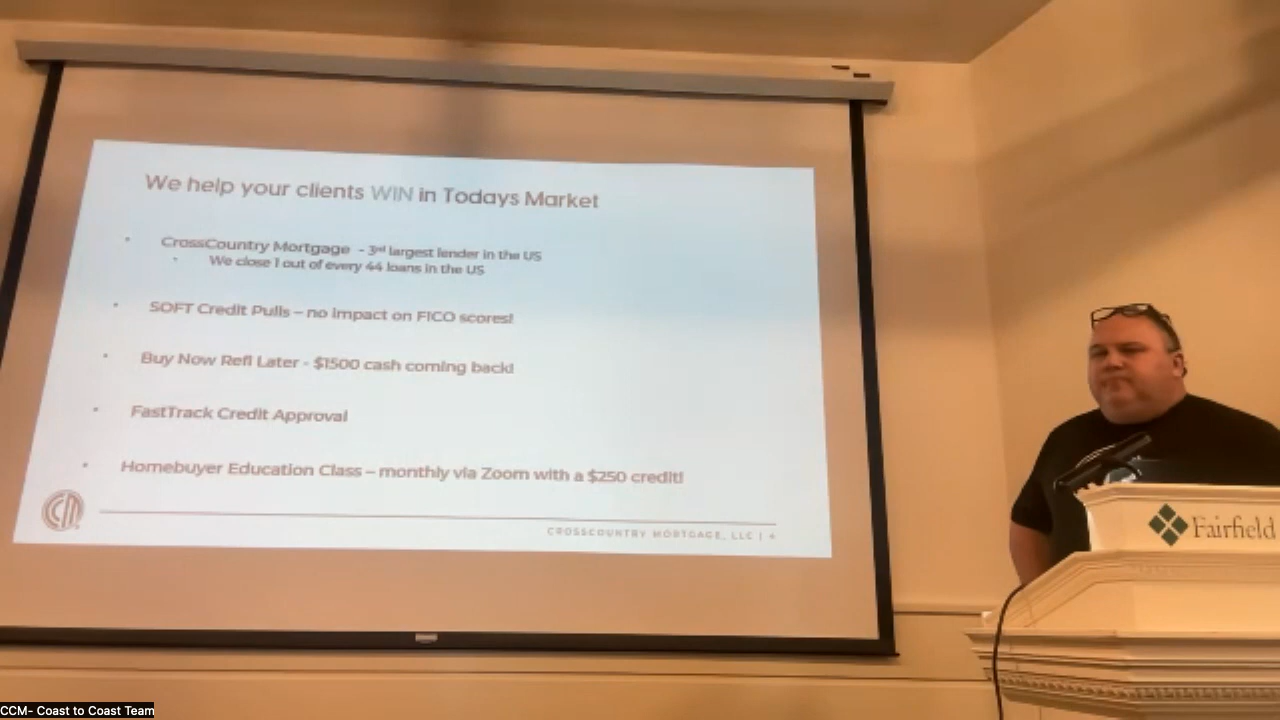 We help your clients WIN in Todays Market
CrossCountry Mortgage - 3rd largest lender in the US
We close 1 out of every 44 loans in the US
SOFT Credit Pulls – no impact on FICO scores!
Buy Now Refi Later - $1500 cash coming back!
FastTrack Credit Approval
Homebuyer Education Class – monthly via Zoom with a $250 credit!
CCM
CROSSCOUNTRY MORTGAGE, LLC |
Fairfield
CCM- Coast to Coast Team